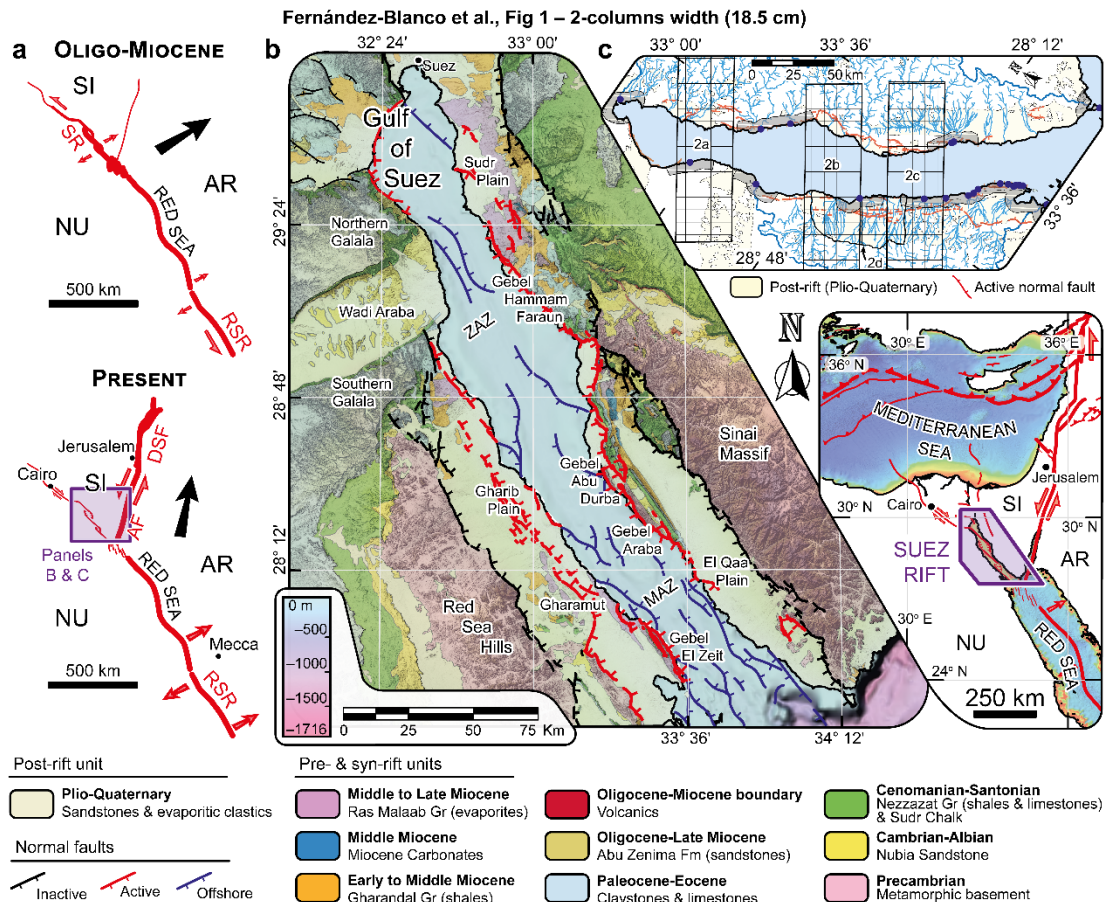 Fernández-Blanco et al., Fig 1 – 2-columns width (18.5 cm)
a
OLIGO-MIOCENE
SI
SR
AR
NU
RED SEA
500 km
RSR
PRESENT
Jerusalem
DSF
Cairo
SI
AF
Panels
B & C
AR
RED SEA
NU
Mecca
500 km
RSR
b
32° 24'
33° 00'
Suez
Gulf
of
Suez
Sudr
Plain
29° 24'
Northern
Galala
Gebel
Hammam
Faraun
Wadi Araba
ZAZ
Southern
Galala
28° 48'
Sinai
Massif
Gebel
Abu
Durba
Gharib
Plain
Gebel
Araba
28° 12'
El Qaa
Plain
MAZ
Gharamut
Red
Sea
Hills
Gebel
El Zeit
0 m
−500
−1000
−1500
−1716
0
25
50
75
Km
33° 36'
34° 12'
c
33° 00'
33° 36'
28° 12'
0
25
50 km
N
2a
2b
2c
2d
28° 48'
33° 36'
Post-rift (Plio-Quaternary)
Active normal fault
N
30° E
36° E
36° N
MEDITERRANEAN
SEA
Jerusalem
Cairo
SI
30° N
30° N
SUEZ
RIFT
AR
30° E
NU
RED SEA
24° N
24° N
250 km
Post-rift unit
Plio-Quaternary
Sandstones & evaporitic clastics
Normal faults
Inactive
Active
Offshore
Pre- & syn-rift units
Middle to Late Miocene
Ras Malaab Gr (evaporites)
Middle Miocene
Miocene Carbonates
Early to Middle Miocene
Gharandal Gr (shales)
Oligocene-Miocene boundary
Volcanics
Oligocene-Late Miocene
Abu Zenima Fm (sandstones)
Paleocene-Eocene
Claystones & limestones
Cenomanian-Santonian
Nezzazat Gr (shales & limestones)
& Sudr Chalk
Cambrian-Albian
Nubia Sandstone
Precambrian
Metamorphic basement